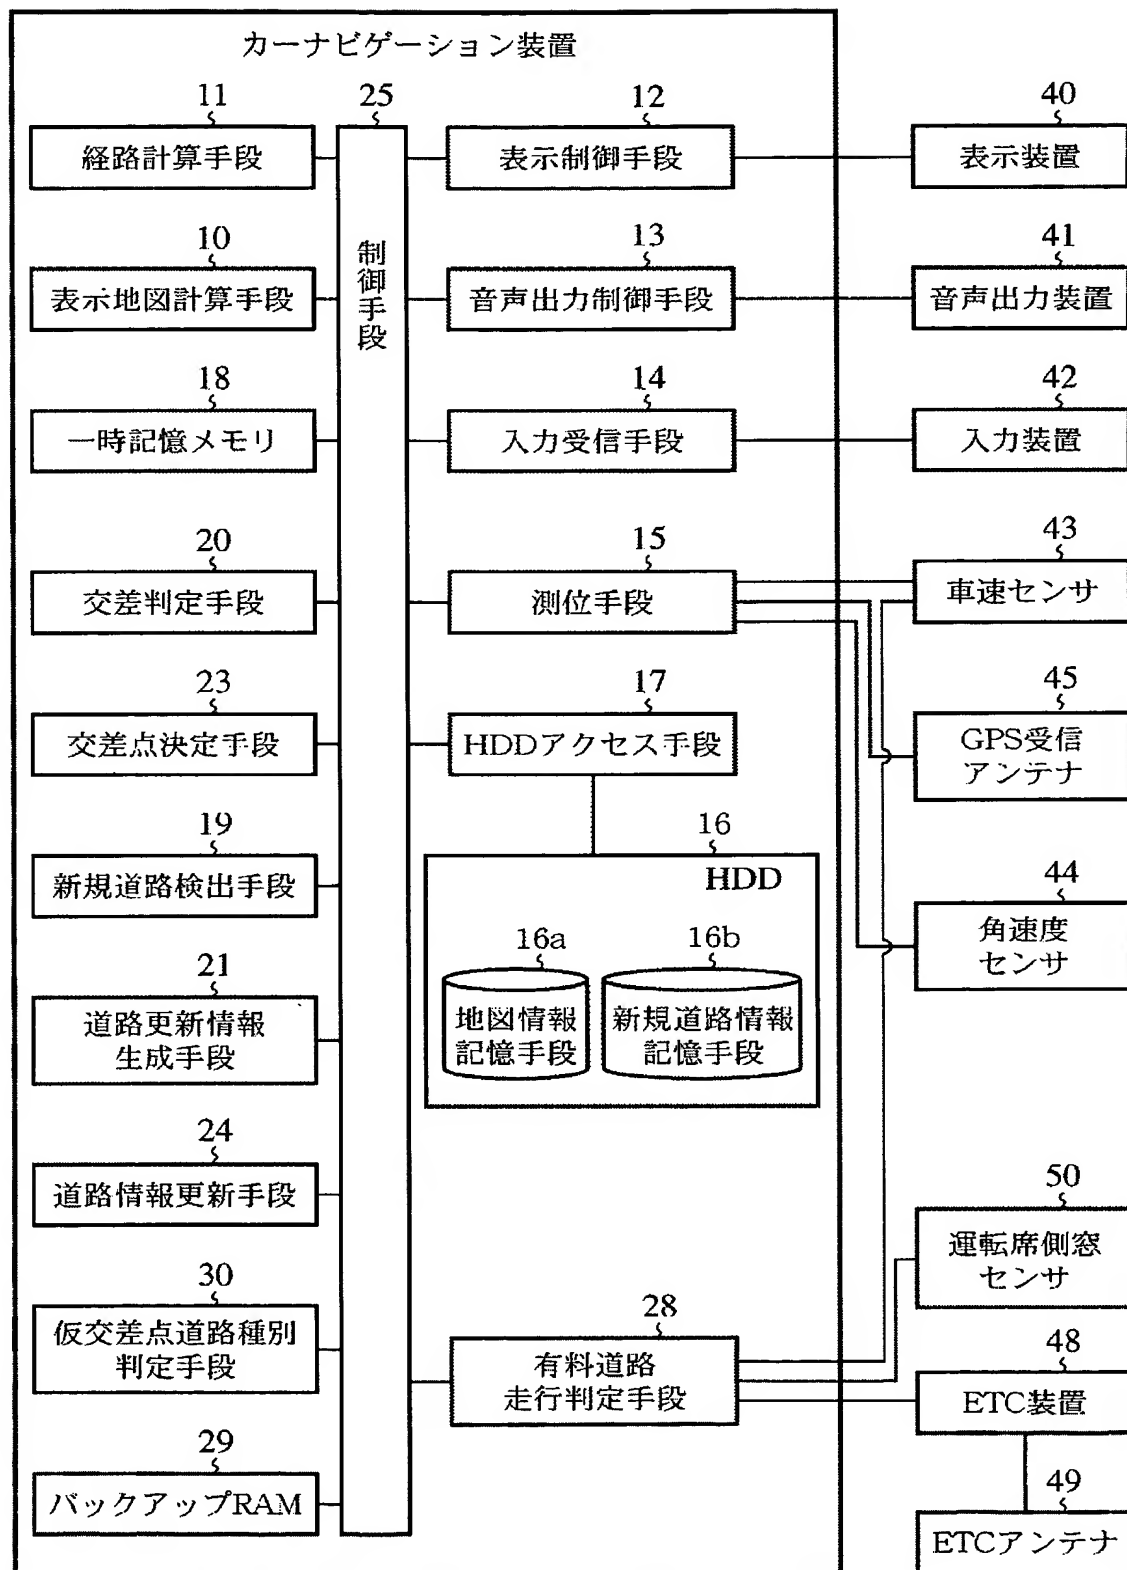 カーナビゲーション装置
11
25
12
40
経路計算手段
表示制御手段
表示装置
制御手段
10
13
41
表示地図計算手段
音声出力制御手段
音声出力装置
18
14
42
一時記憶メモリ
入力受信手段
入力装置
20
15
43
交差判定手段
測位手段
車速センサ
23
17
45
交差点決定手段
HDDアクセス手段
GPS受信
アンテナ
19
16
新規道路検出手段
HDD
44
角速度
センサ
16a
16b
地図情報
記憶手段
新規道路情報
記憶手段
21
道路更新情報
生成手段
24
道路情報更新手段
50
運転席側窓
センサ
30
仮交差点道路種別
判定手段
28
有料道路
走行判定手段
48
ETC装置
29
バックアップRAM
49
ETCアンテナ